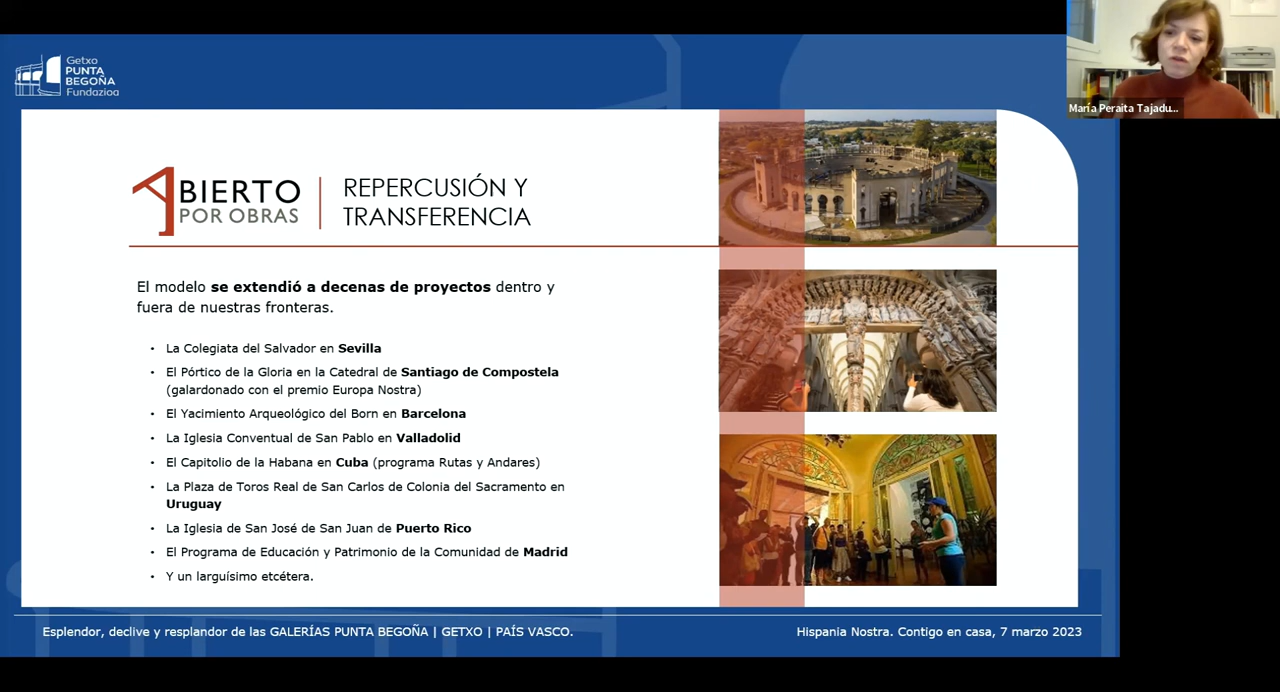 Getxo
PUNTA
BEGOÑA
Fundazioa
María Peraita Tajadu...
ABIERTO
POR OBRAS
REPERCUSIÓN Y
TRANSFERENCIA
El modelo se extendió a decenas de proyectos dentro y
fuera de nuestras fronteras.
• La Colegiata del Salvador en Sevilla
• El Pórtico de la Gloria en la Catedral de Santiago de Compostela
(galardonado con el premio Europa Nostra)
• El Yacimiento Arqueológico del Born en Barcelona
• La Iglesia Conventual de San Pablo en Valladolid
• El Capitolio de la Habana en Cuba (programa Rutas y Andares)
• La Plaza de Toros Real de San Carlos de Colonia del Sacramento en
Uruguay
• La Iglesia de San José de San Juan de Puerto Rico
• El Programa de Educación y Patrimonio de la Comunidad de Madrid
• Y un larguísimo etcétera.
Esplendor, declive y resplandor de las GALERÍAS PUNTA BEGOÑA | GETXO | PAÍS VASCO.
Hispania Nostra. Contigo en casa, 7 marzo 2023